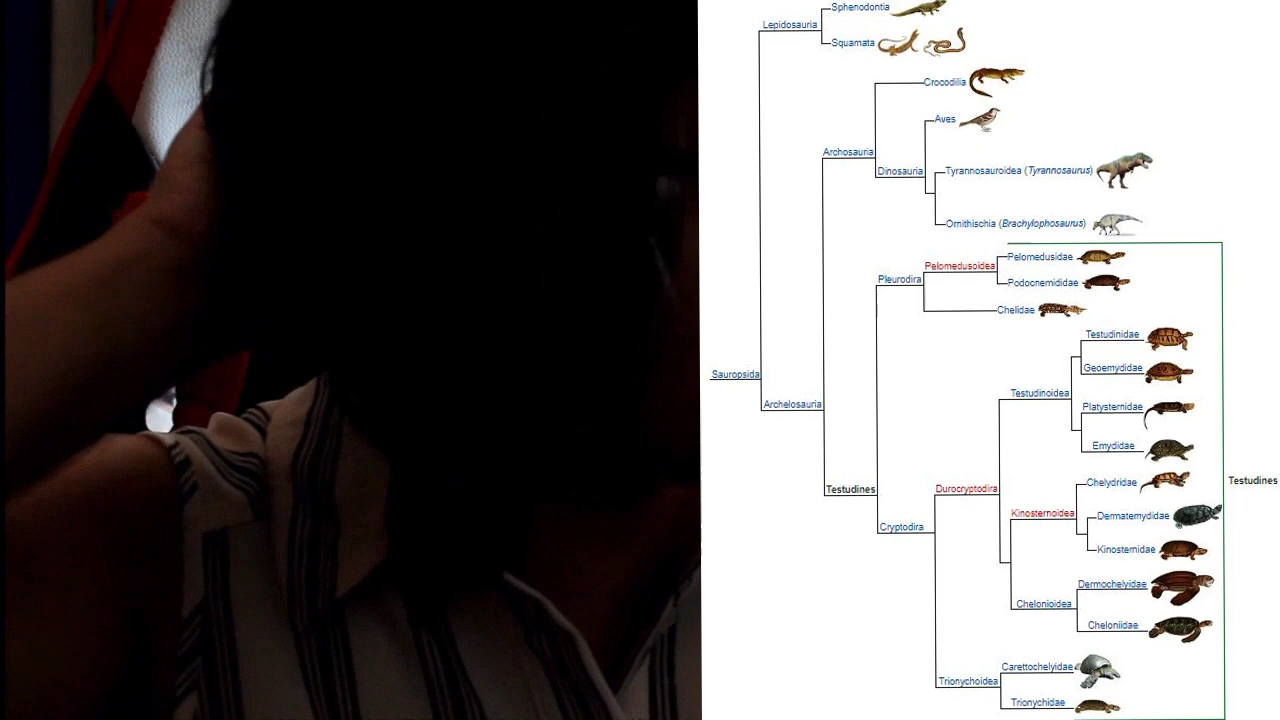 Sphenodontia
Lepidosauria
Squamata
Crocodilia
Aves
Archosauria
Dinosauria
Tyrannosauroidea (Tyrannosaurus)
Ornithischia (Brachylophosaurus)
Pelomedusidae
Pelomedusoidea
Pleurodira
Podocnemididae
Chelidae
Testudinidae
Geoemydidae
Sauropsida
Testudinoidea
Archelosauria
Platysternidae
Emydidae
Testudines
Chelydridae
Testudines
Durocryptodira
Kinosternoidea
Dermatemydidae
Cryptodira
Kinosternidae
Dermochelyidae
Chelonioidea
Cheloniidae
Carettochelyidae
Trionychoidea
Trionychidae